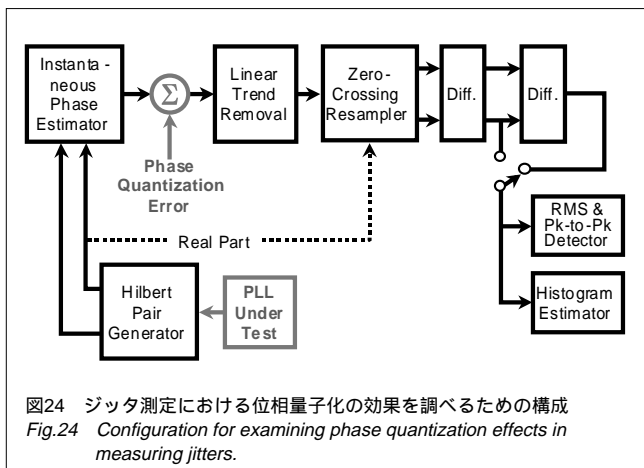 Instanta-
neous
Phase
Estimator
Σ
Linear
Trend
Removal
Zero-
Crossing
Resampler
Diff.
Diff.
Phase
Quantization
Error
Real Part
RMS &
Pk-to-Pk
Detector
Hilbert
Pair
Generator
PLL
Under
Test
Histogram
Estimator
図24 ジッタ測定における位相量子化の効果を調べるための構成
Fig.24 Configuration for examining phase quantization effects in
measuring jitters.